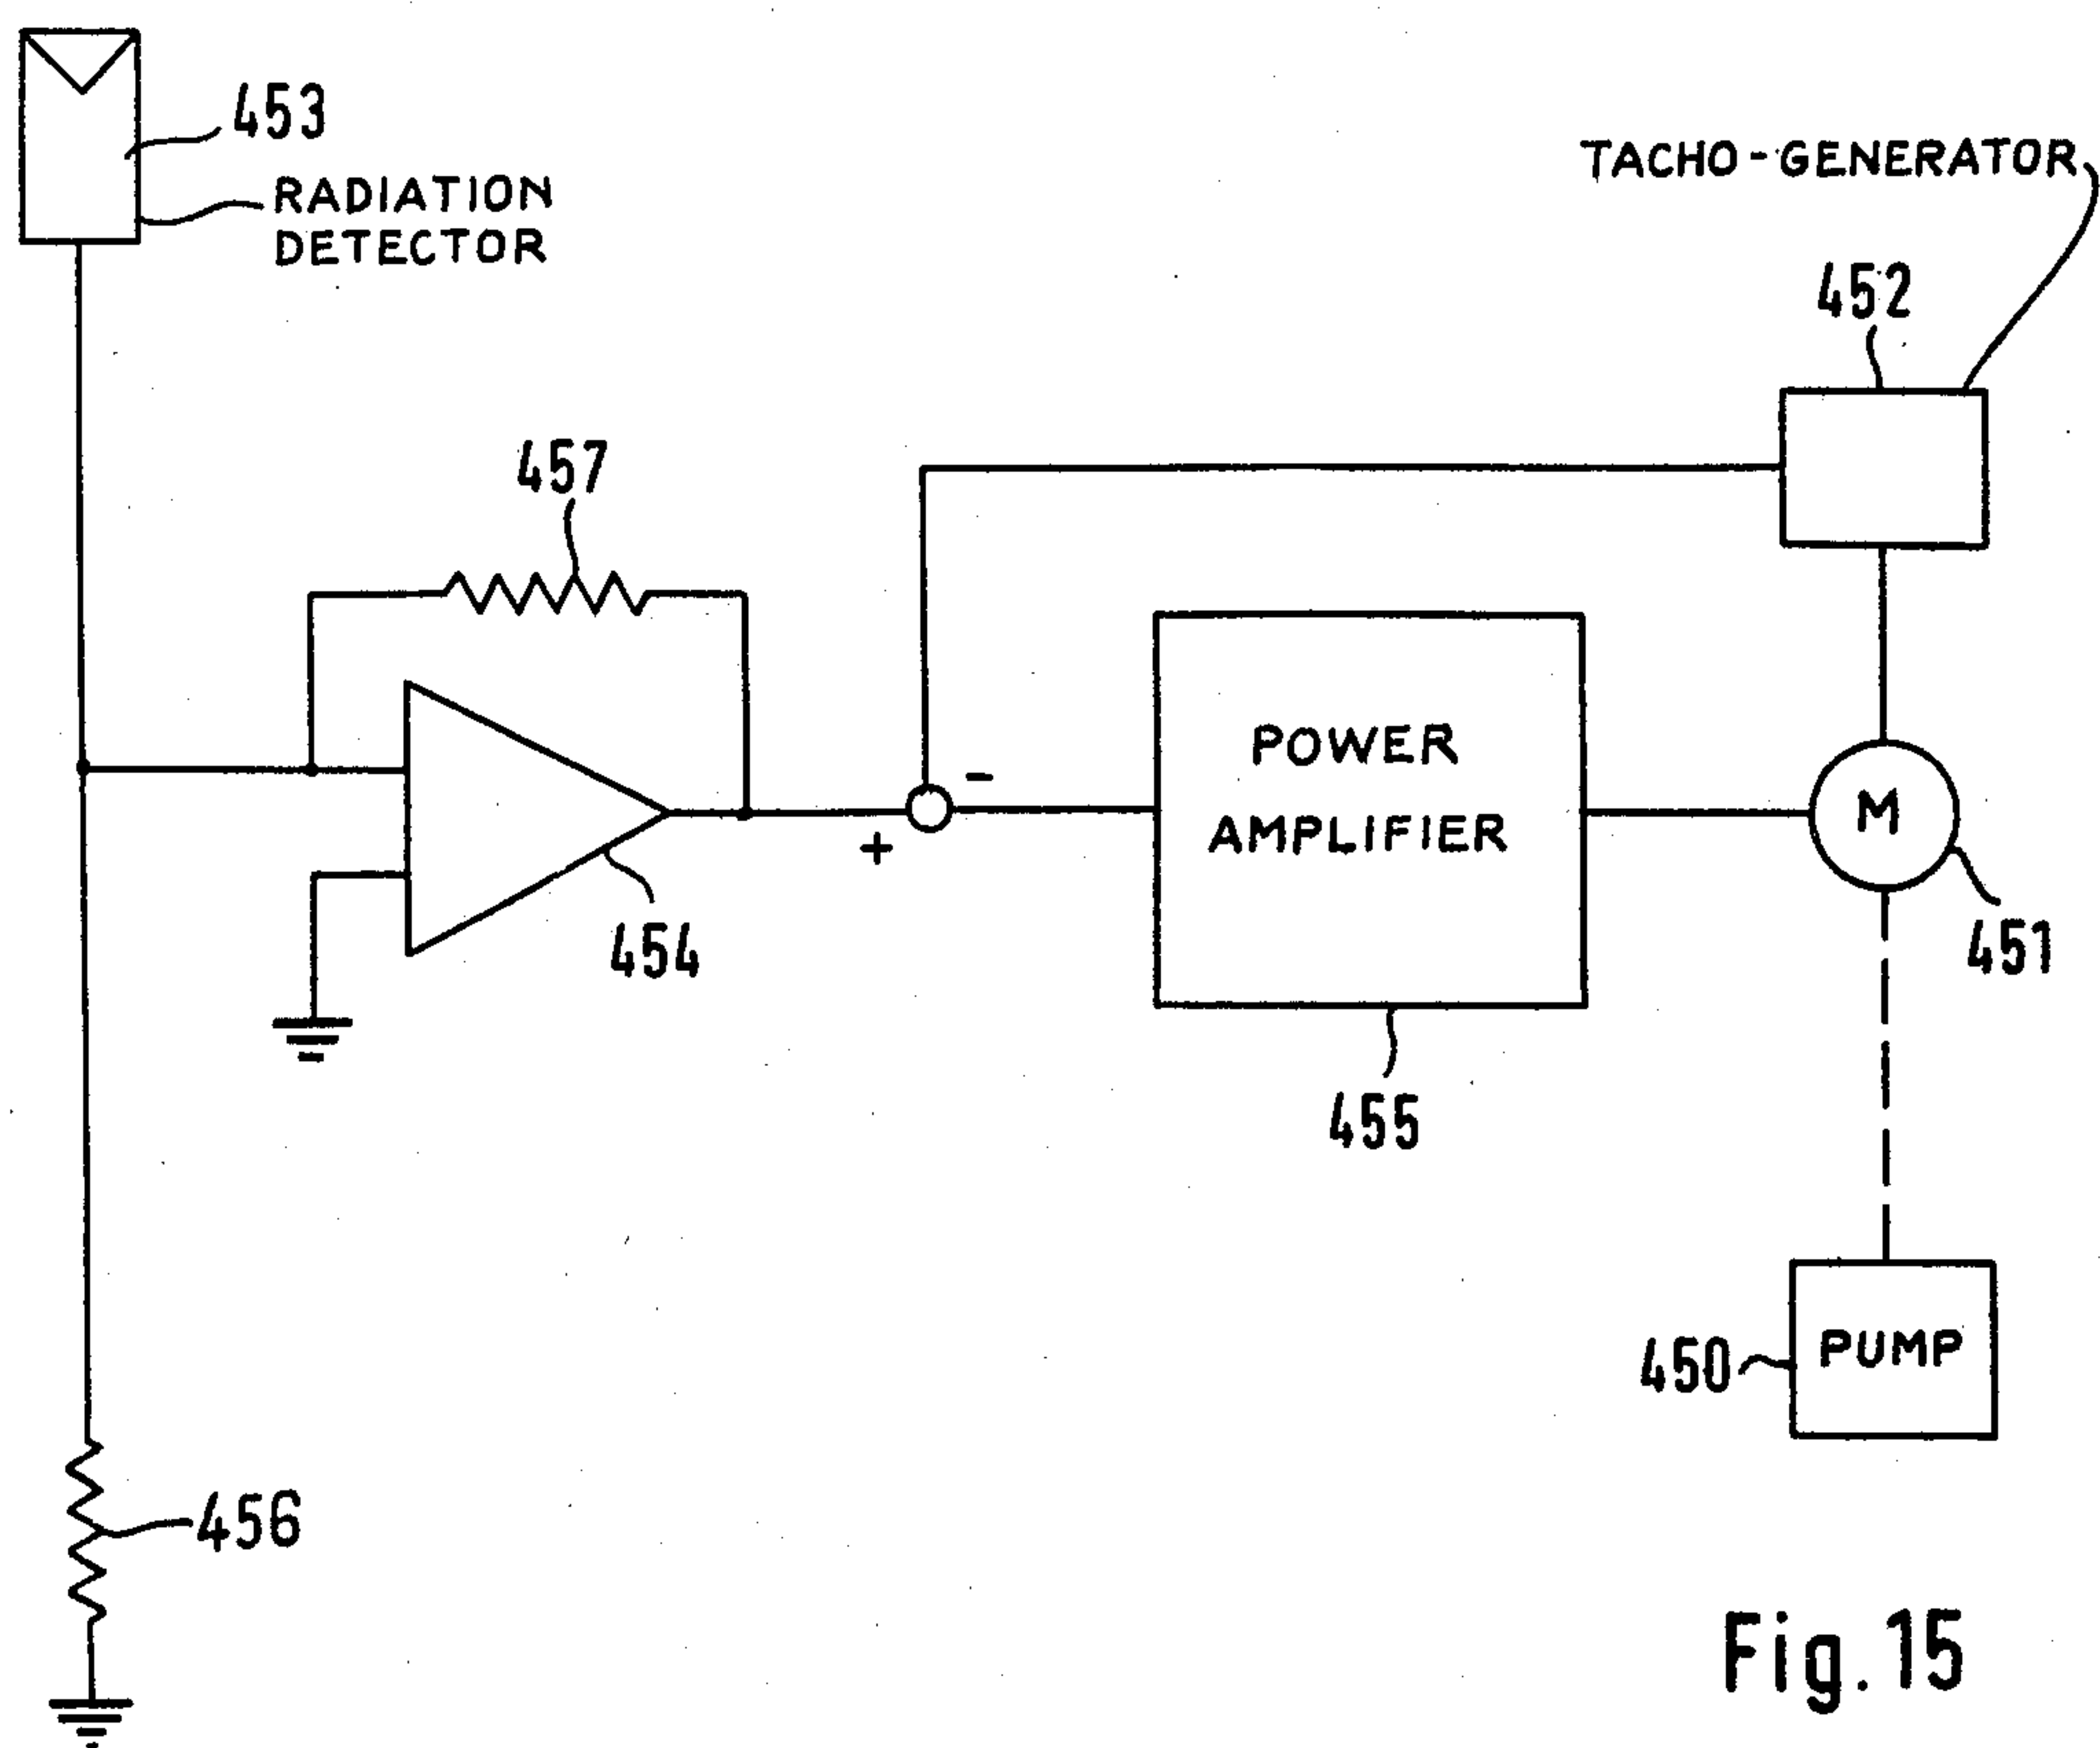 453
RADIATION
DETECTOR
TACHO-GENERATOR
452
457
POWER
AMPLIFIER
M
-
+
454
451
455
450
PUMP
456
Fig. 15